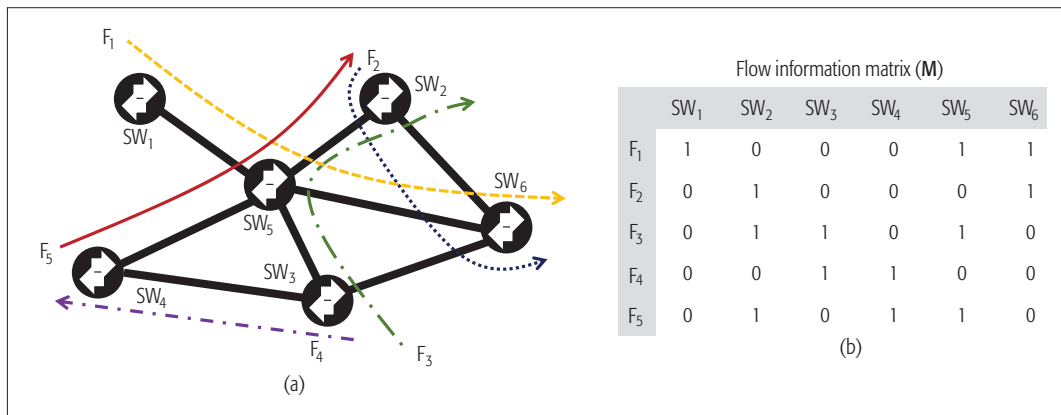 F1
F2
SW2
SW1
SW6
SW5
F5
SW3
SW4
F4
F3
(a)
Flow information matrix (M)
SW1 SW2 SW3 SW4 SW5 SW6
F1 1 0 0 0 1 1
F2 0 1 0 0 0 1
F3 0 1 1 0 1 0
F4 0 0 1 1 0 0
F5 0 1 0 1 1 0
(b)